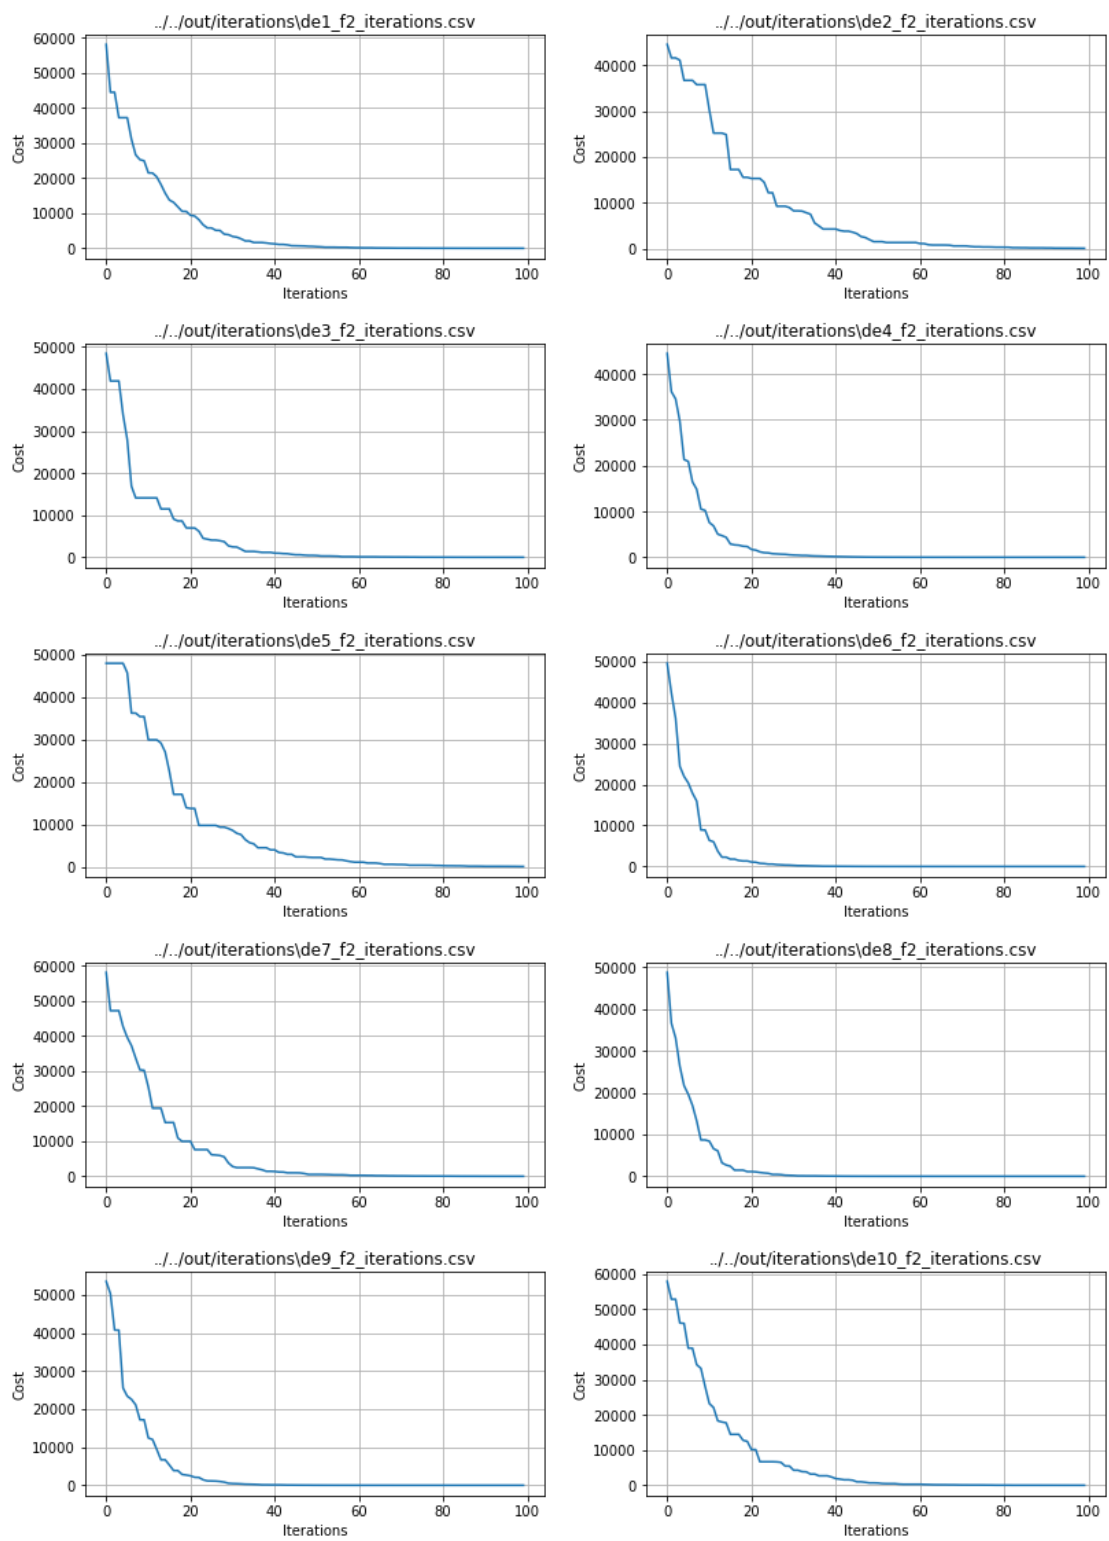 ../../out/iterations\de1_f2_iterations.csv
60000
50000
40000
30000
20000
10000
0
Cost
0 20 40 60 80 100
Iterations
../../out/iterations\de2_f2_iterations.csv
40000
30000
20000
10000
0
Cost
0 20 40 60 80 100
Iterations
../../out/iterations\de3_f2_iterations.csv
50000
40000
30000
20000
10000
0
Cost
0 20 40 60 80 100
Iterations
../../out/iterations\de4_f2_iterations.csv
40000
30000
20000
10000
0
Cost
0 20 40 60 80 100
Iterations
../../out/iterations\de5_f2_iterations.csv
50000
40000
30000
20000
10000
0
Cost
0 20 40 60 80 100
Iterations
../../out/iterations\de6_f2_iterations.csv
50000
40000
30000
20000
10000
0
Cost
0 20 40 60 80 100
Iterations
../../out/iterations\de7_f2_iterations.csv
60000
50000
40000
30000
20000
10000
0
Cost
0 20 40 60 80 100
Iterations
../../out/iterations\de8_f2_iterations.csv
50000
40000
30000
20000
10000
0
Cost
0 20 40 60 80 100
Iterations
../../out/iterations\de9_f2_iterations.csv
50000
40000
30000
20000
10000
0
Cost
0 20 40 60 80 100
Iterations
../../out/iterations\de10_f2_iterations.csv
60000
50000
40000
30000
20000
10000
0
Cost
0 20 40 60 80 100
Iterations